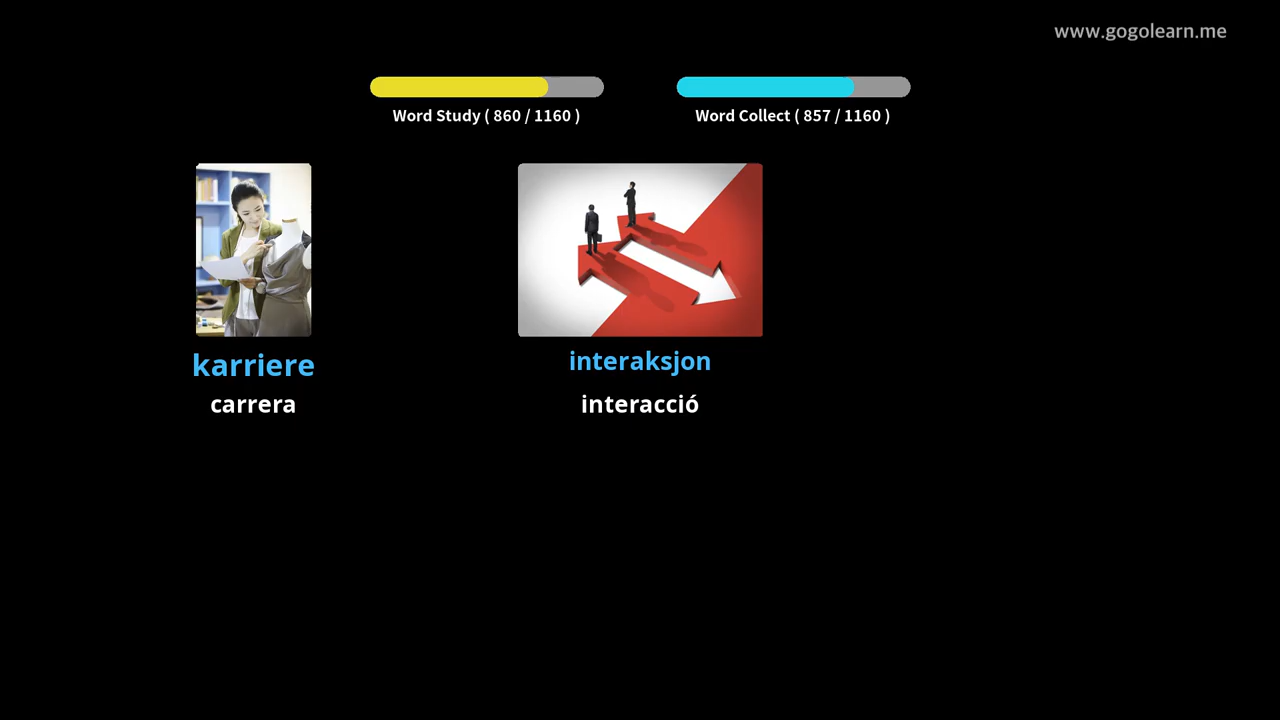 www.gogolearn.me
Word Study ( 860 / 1160 )
Word Collect ( 857 / 1160 )
karriere
carrera
interaksjon
interacció